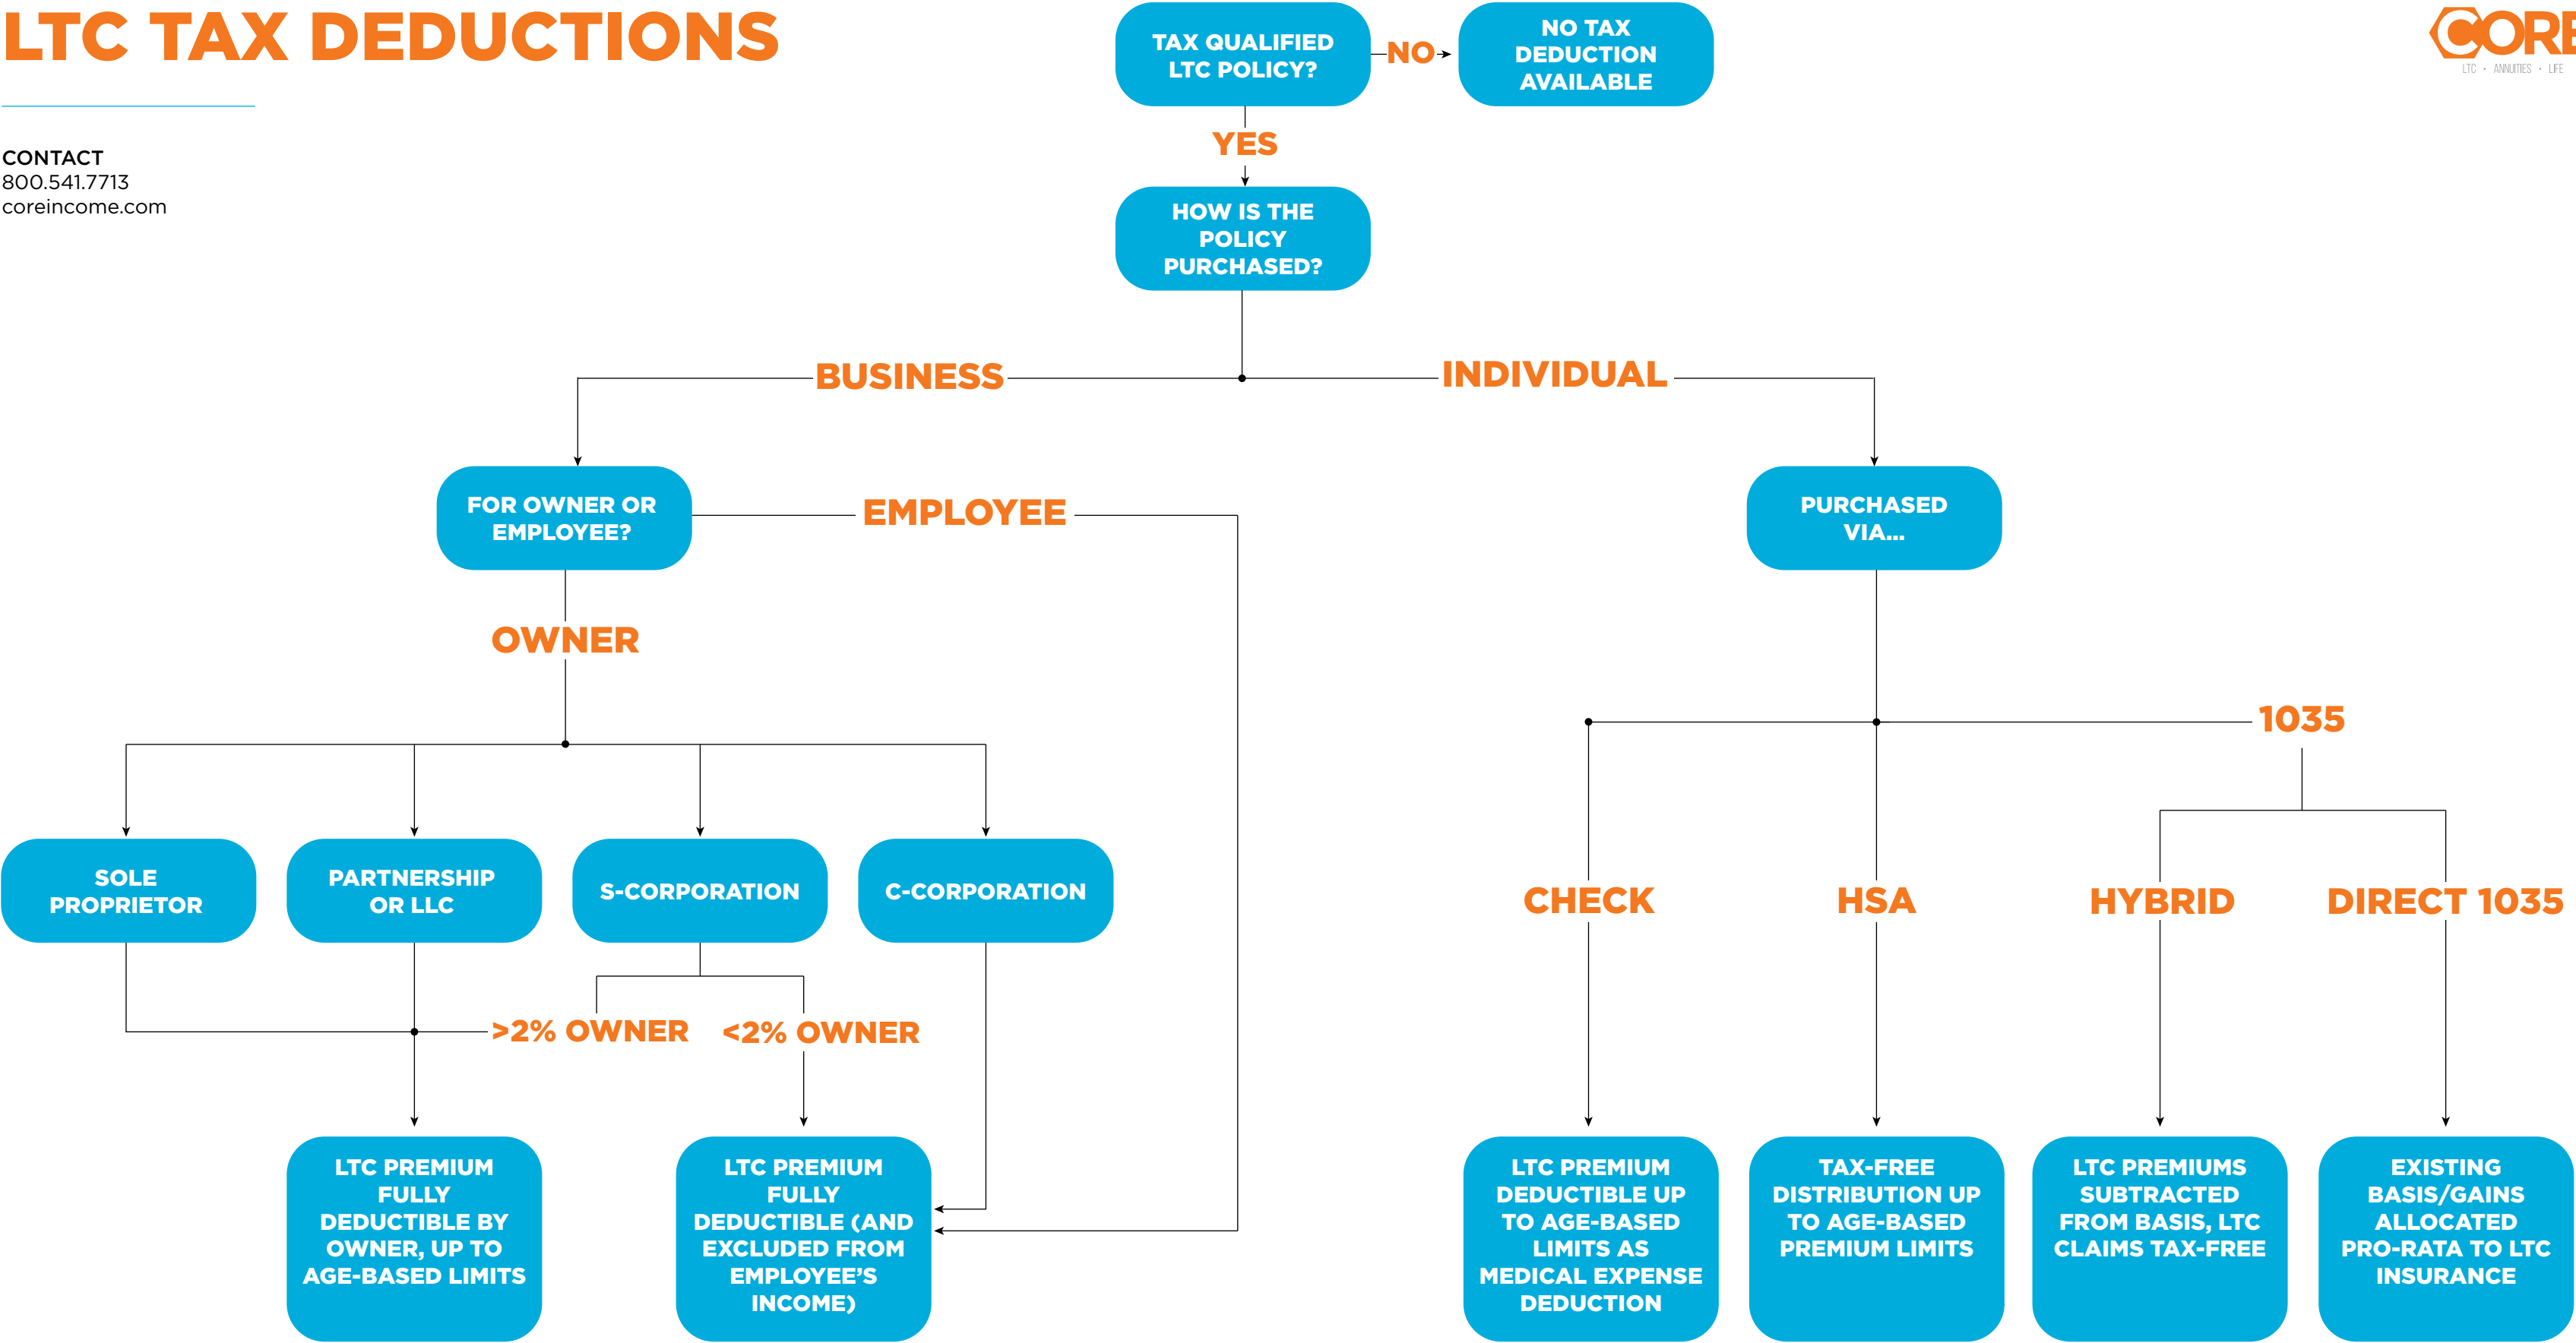 LTC TAX DEDUCTIONS
CONTACT
800.541.7713
coreincome.com
TAX QUALIFIED
LTC POLICY?
NO
NO TAX
DEDUCTION
AVAILABLE
CORE
LTC · ANNUITIES · LIFE
YES
HOW IS THE
POLICY
PURCHASED?
BUSINESS
INDIVIDUAL
FOR OWNER OR
EMPLOYEE?
EMPLOYEE
PURCHASED
VIA...
OWNER
1035
SOLE
PROPRIETOR
PARTNERSHIP
OR LLC
S-CORPORATION
C-CORPORATION
CHECK
HSA
HYBRID
DIRECT 1035
>2% OWNER
<2% OWNER
LTC PREMIUM
FULLY
DEDUCTIBLE BY
OWNER, UP TO
AGE-BASED LIMITS
LTC PREMIUM
FULLY
DEDUCTIBLE (AND
EXCLUDED FROM
EMPLOYEE’S
INCOME)
LTC PREMIUM
DEDUCTIBLE UP
TO AGE-BASED
LIMITS AS
MEDICAL EXPENSE
DEDUCTION
TAX-FREE
DISTRIBUTION UP
TO AGE-BASED
PREMIUM LIMITS
LTC PREMIUMS
SUBTRACTED
FROM BASIS, LTC
CLAIMS TAX-FREE
EXISTING
BASIS/GAINS
ALLOCATED
PRO-RATA TO LTC
INSURANCE